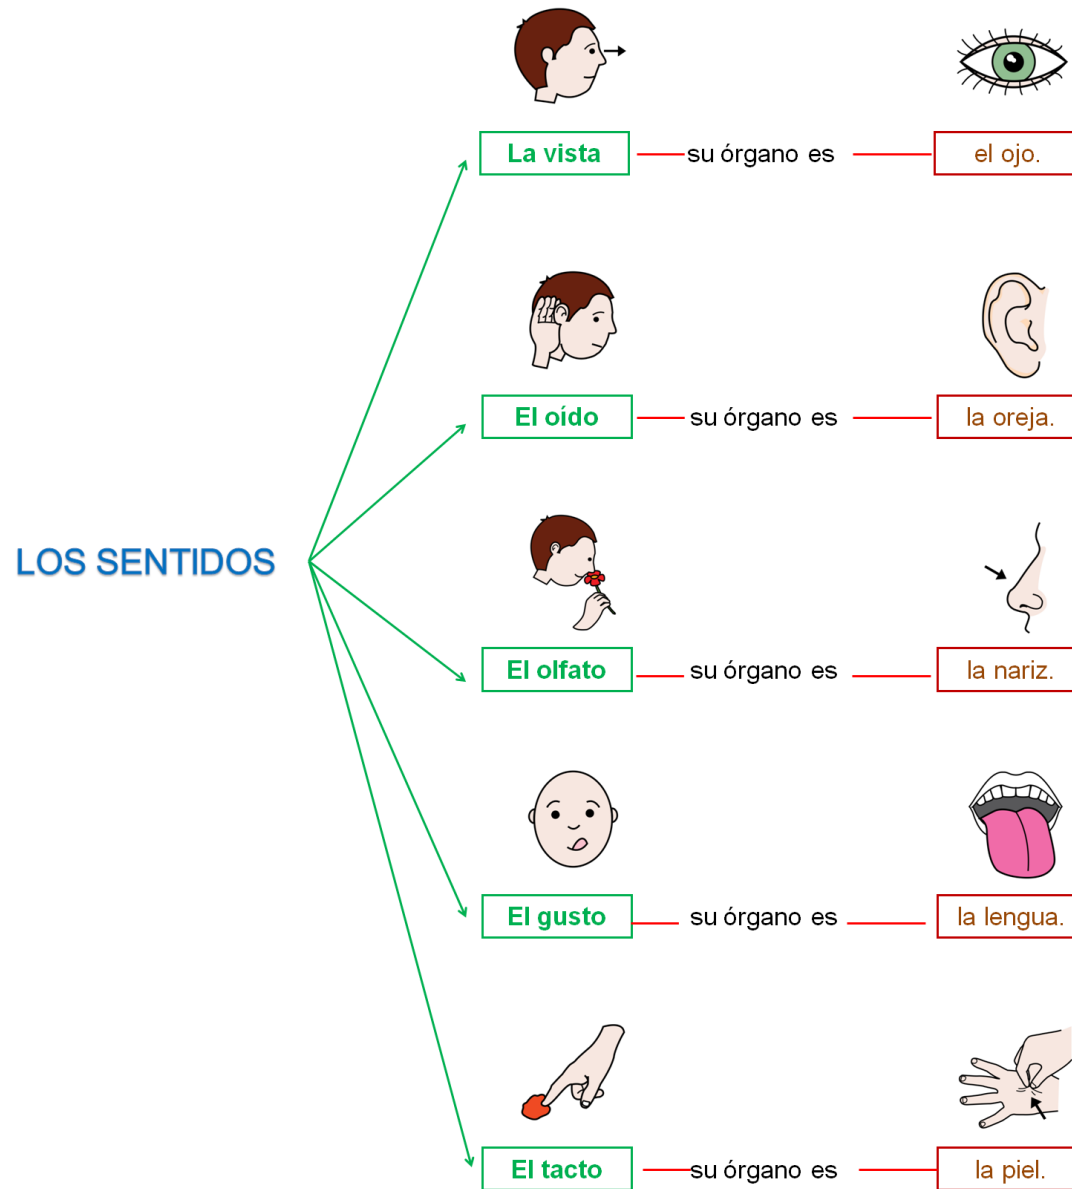 La vista su órgano es el ojo.
El oído su órgano es la oreja.
LOS SENTIDOS
El olfato su órgano es la nariz.
El gusto su órgano es la lengua.
El tacto su órgano es la piel.